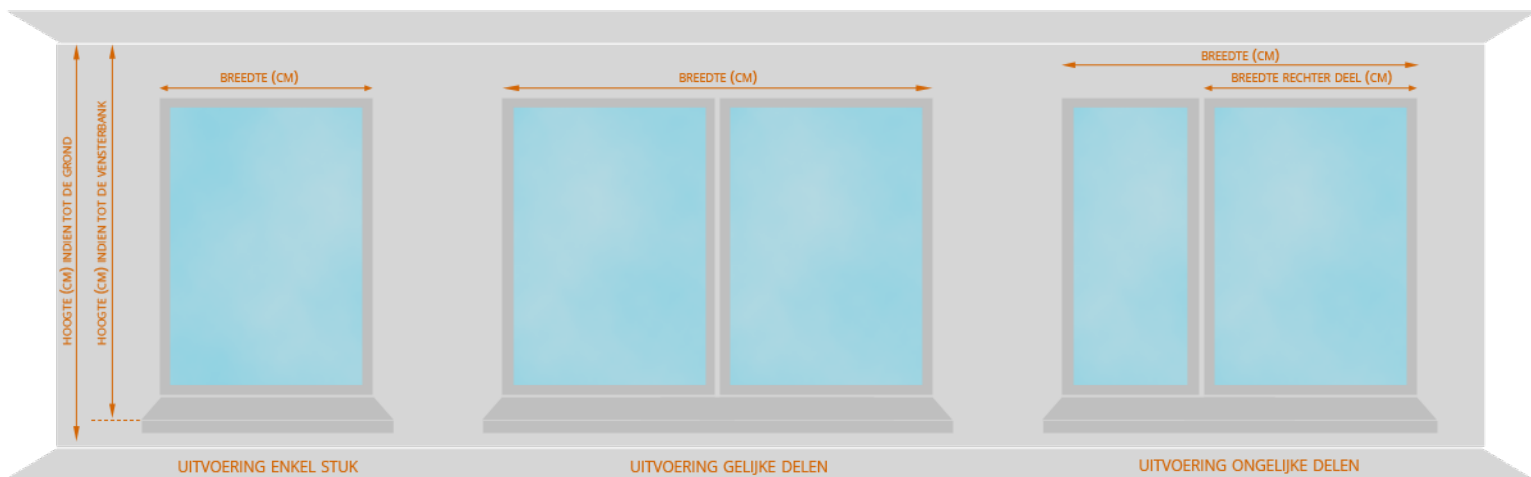 HOOGTE (CM) INDIEN TOT DE GROND
HOOGTE (CM) INDIEN TOT DE VENSTERBANK
BREEDTE (CM)
BREEDTE (CM)
BREEDTE (CM)
BREEDTE RECHTER DEEL (CM)
UITVOERING ENKEL STUK
UITVOERING GELIJKE DELEN
UITVOERING ONGELIJKE DELEN